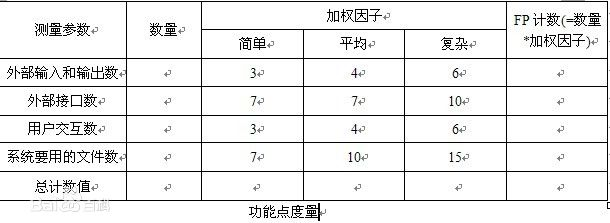 测量参数 数量 加权因子 FP 计数(=数量*加权因子)
简单 平均 复杂
外部输入和输出数 3 4 6
外部接口数 7 7 10
用户交互数 3 4 6
系统要用的文件数 7 10 15
总计数值
Bai 百科
功能点度量